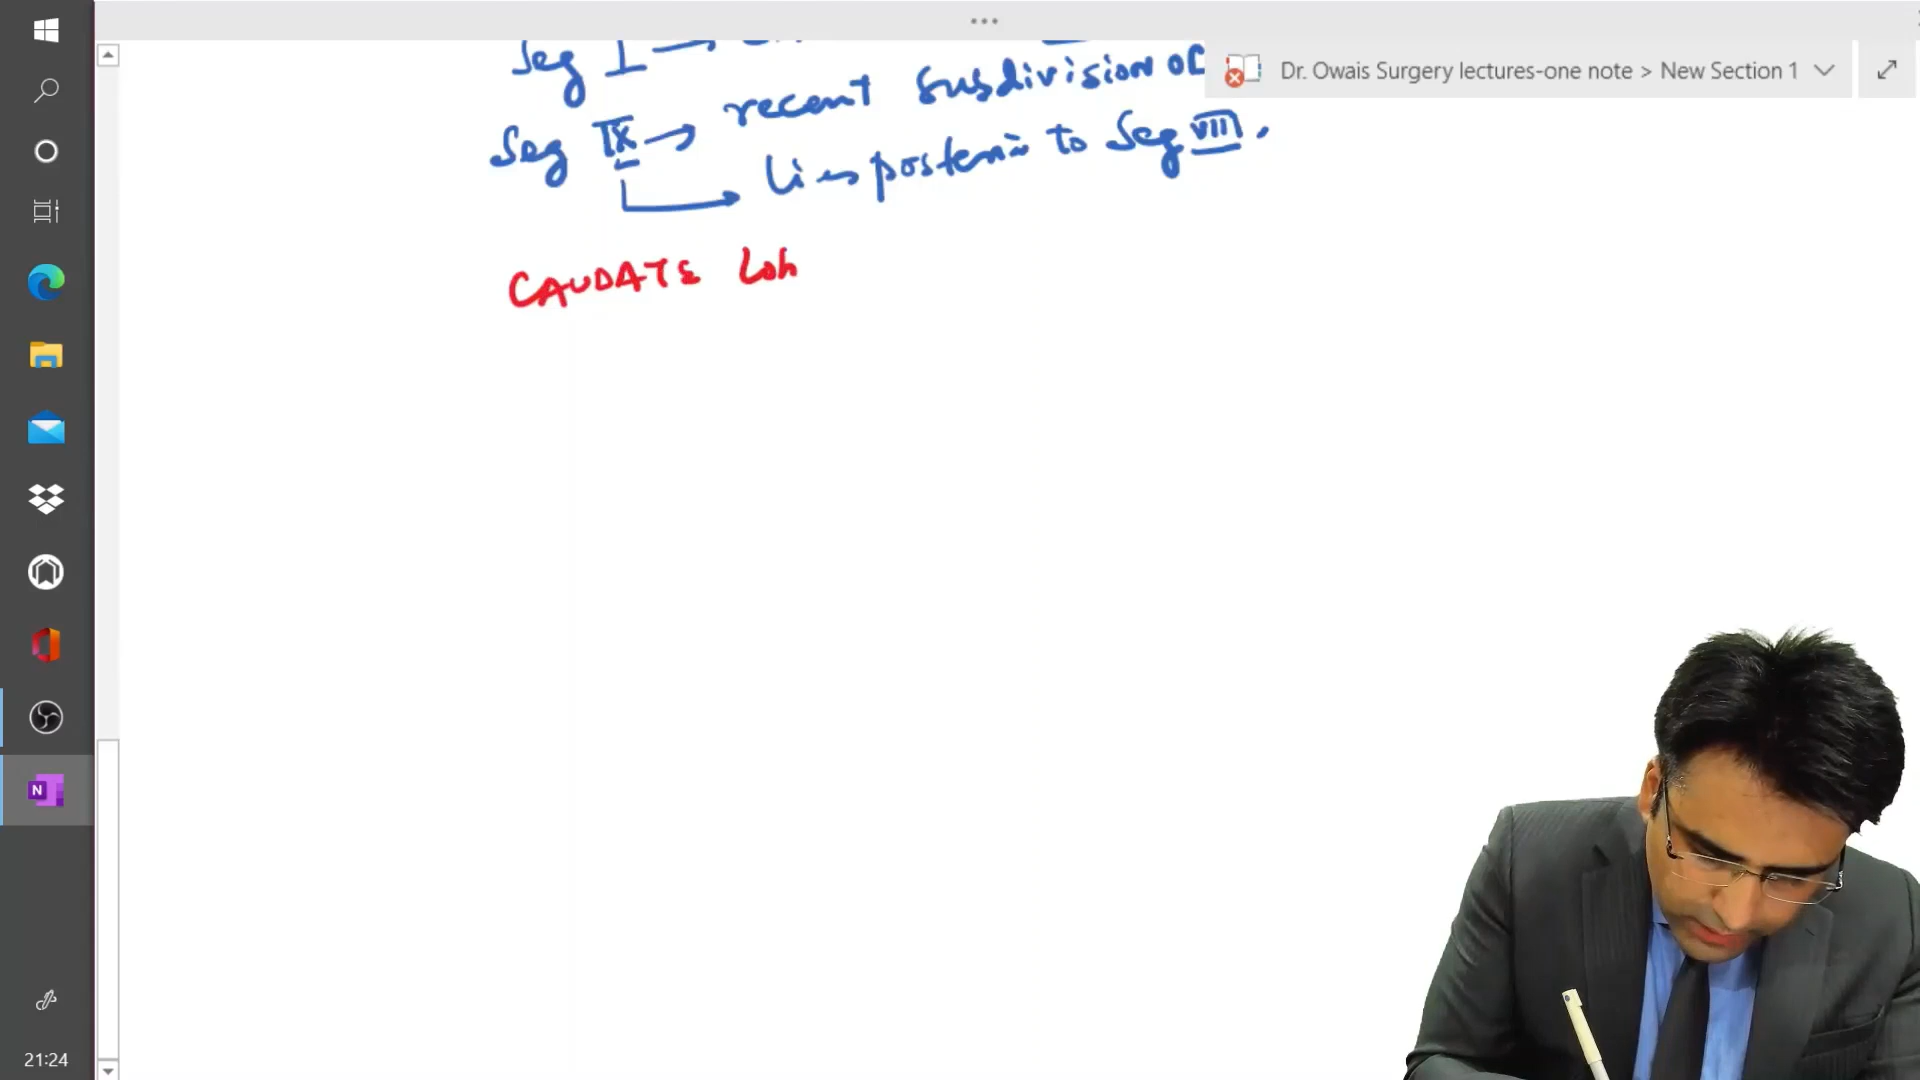 Seg I →
Dr. Owais Surgery lectures-one note > New Section 1
Seg IX → recent subdivision of
Lies posterior to Seg VIII.
CAUDATE Lob
N
21:24